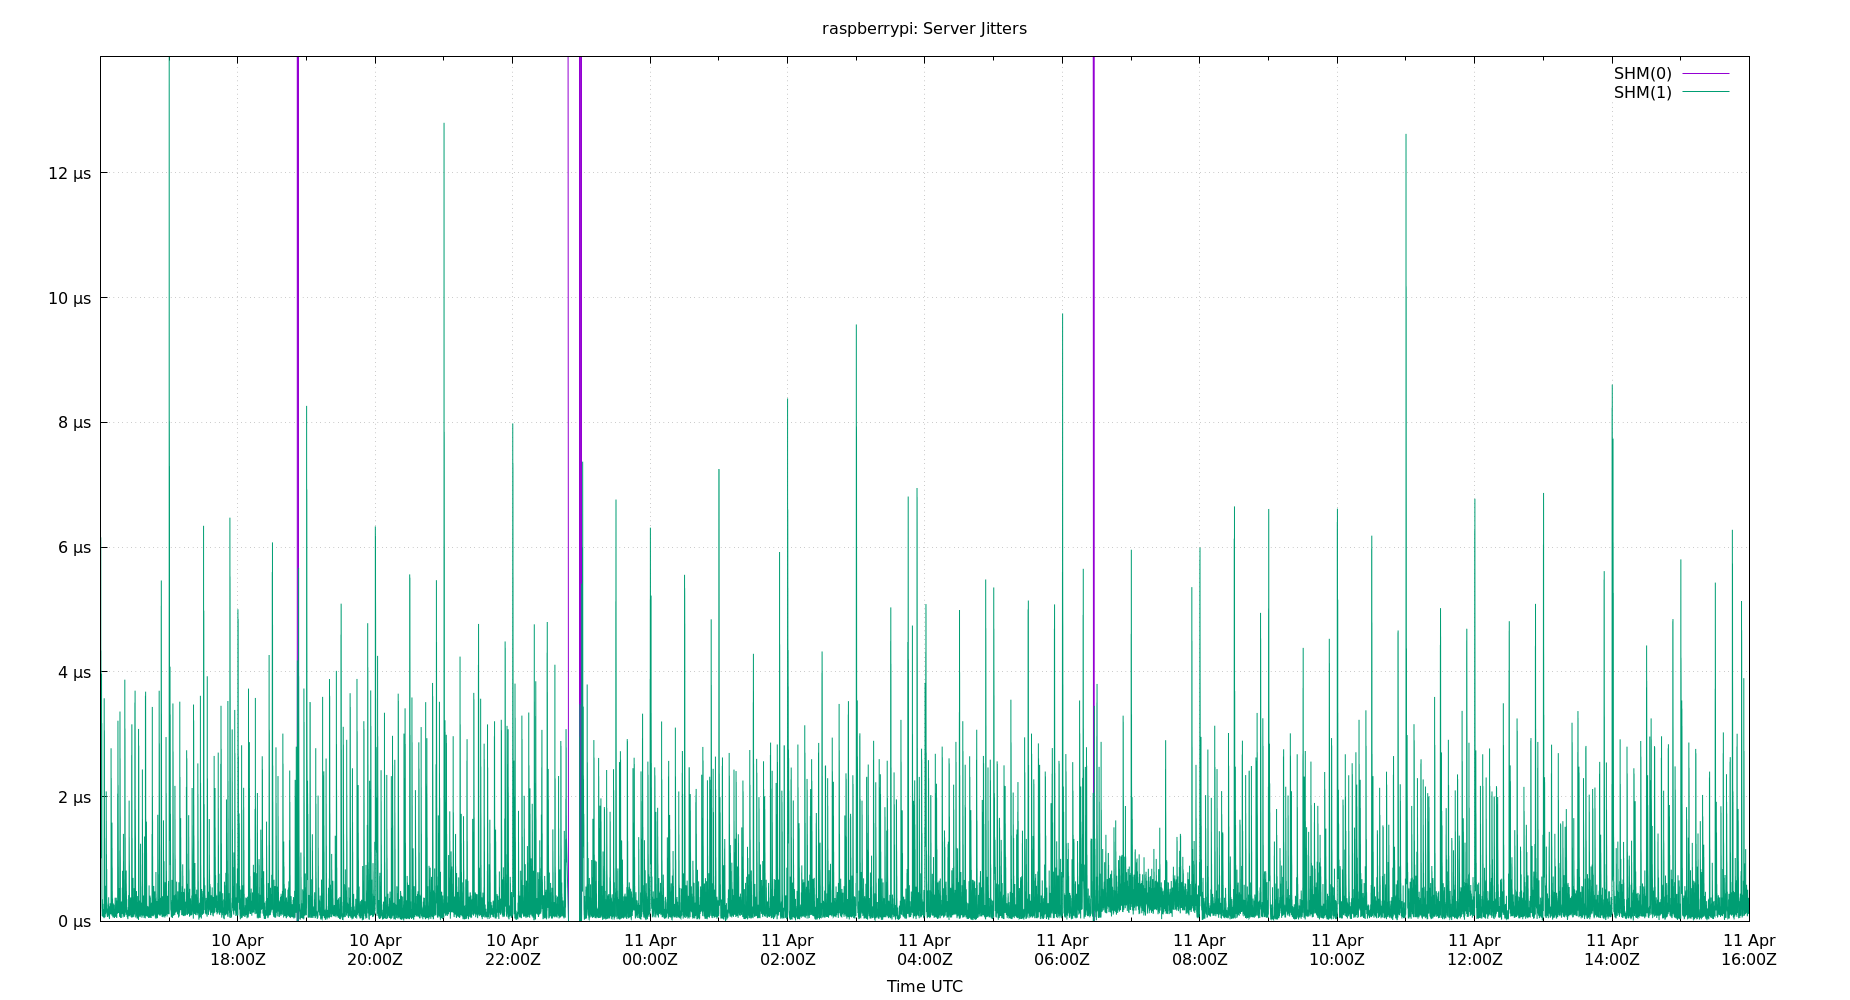 raspberrypi: Server Jitters
SHM(0)
SHM(1)
12 µs
10 µs
8 µs
6 µs
4 µs
2 µs
0 µs
10 Apr 10 Apr 10 Apr 11 Apr 11 Apr 11 Apr 11 Apr 11 Apr 11 Apr 11 Apr 11 Apr 11 Apr
18:00Z 20:00Z 22:00Z 00:00Z 02:00Z 04:00Z 06:00Z 08:00Z 10:00Z 12:00Z 14:00Z 16:00Z
Time UTC